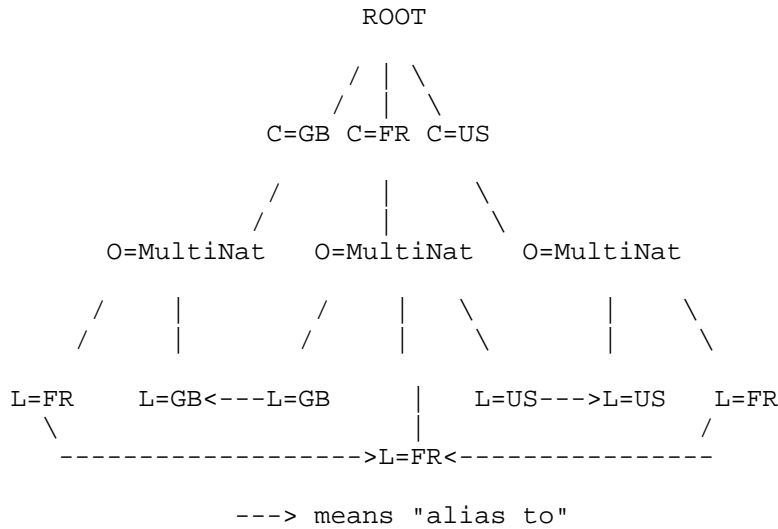 ROOT
/ | \
/ | \
C=GB C=FR C=US
/ | \
/ | \
O=MultiNat O=MultiNat O=MultiNat
/ | / | \ | \
/ | / | \ | \
L=FR L=GB<---L=GB | L=US--->L=US L=FR
\ | /
------------------->L=FR<----------------
---> means "alias to"